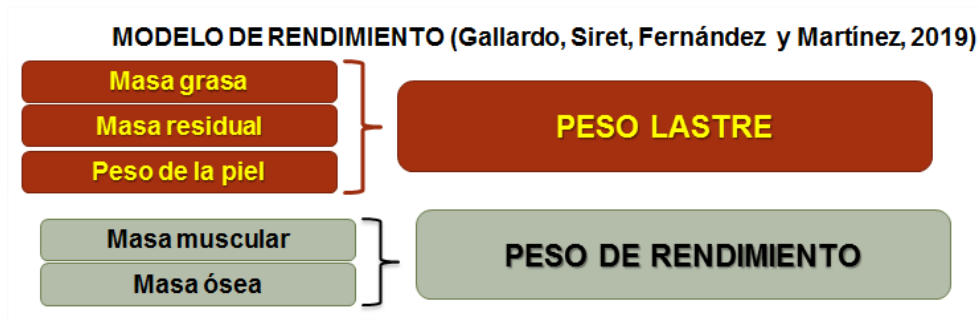 MODELO DE RENDIMIENTO (Gallardo, Siret, Fernández y Martínez, 2019)
Masa grasa
Masa residual
Peso de la piel
PESO LASTRE
Masa muscular
Masa ósea
PESO DE RENDIMIENTO